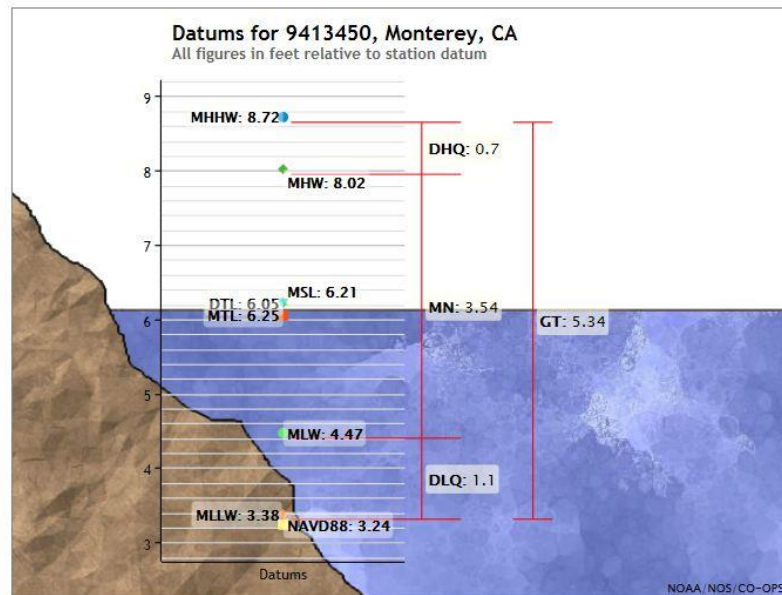 Datums for 9413450, Monterey, CA
All figures in feet relative to station datum
9
MHHW: 8.72
DHQ: 0.7
8
MHW: 8.02
7
MSL: 6.21
DTL: 6.05
MN: 3.54
MTL: 6.25
GT: 5.34
6
5
MLW: 4.47
4
DLQ: 1.1
MLLW: 3.38
NAVD88: 3.24
3
Datums
NOAA/NOS/CO-OPS